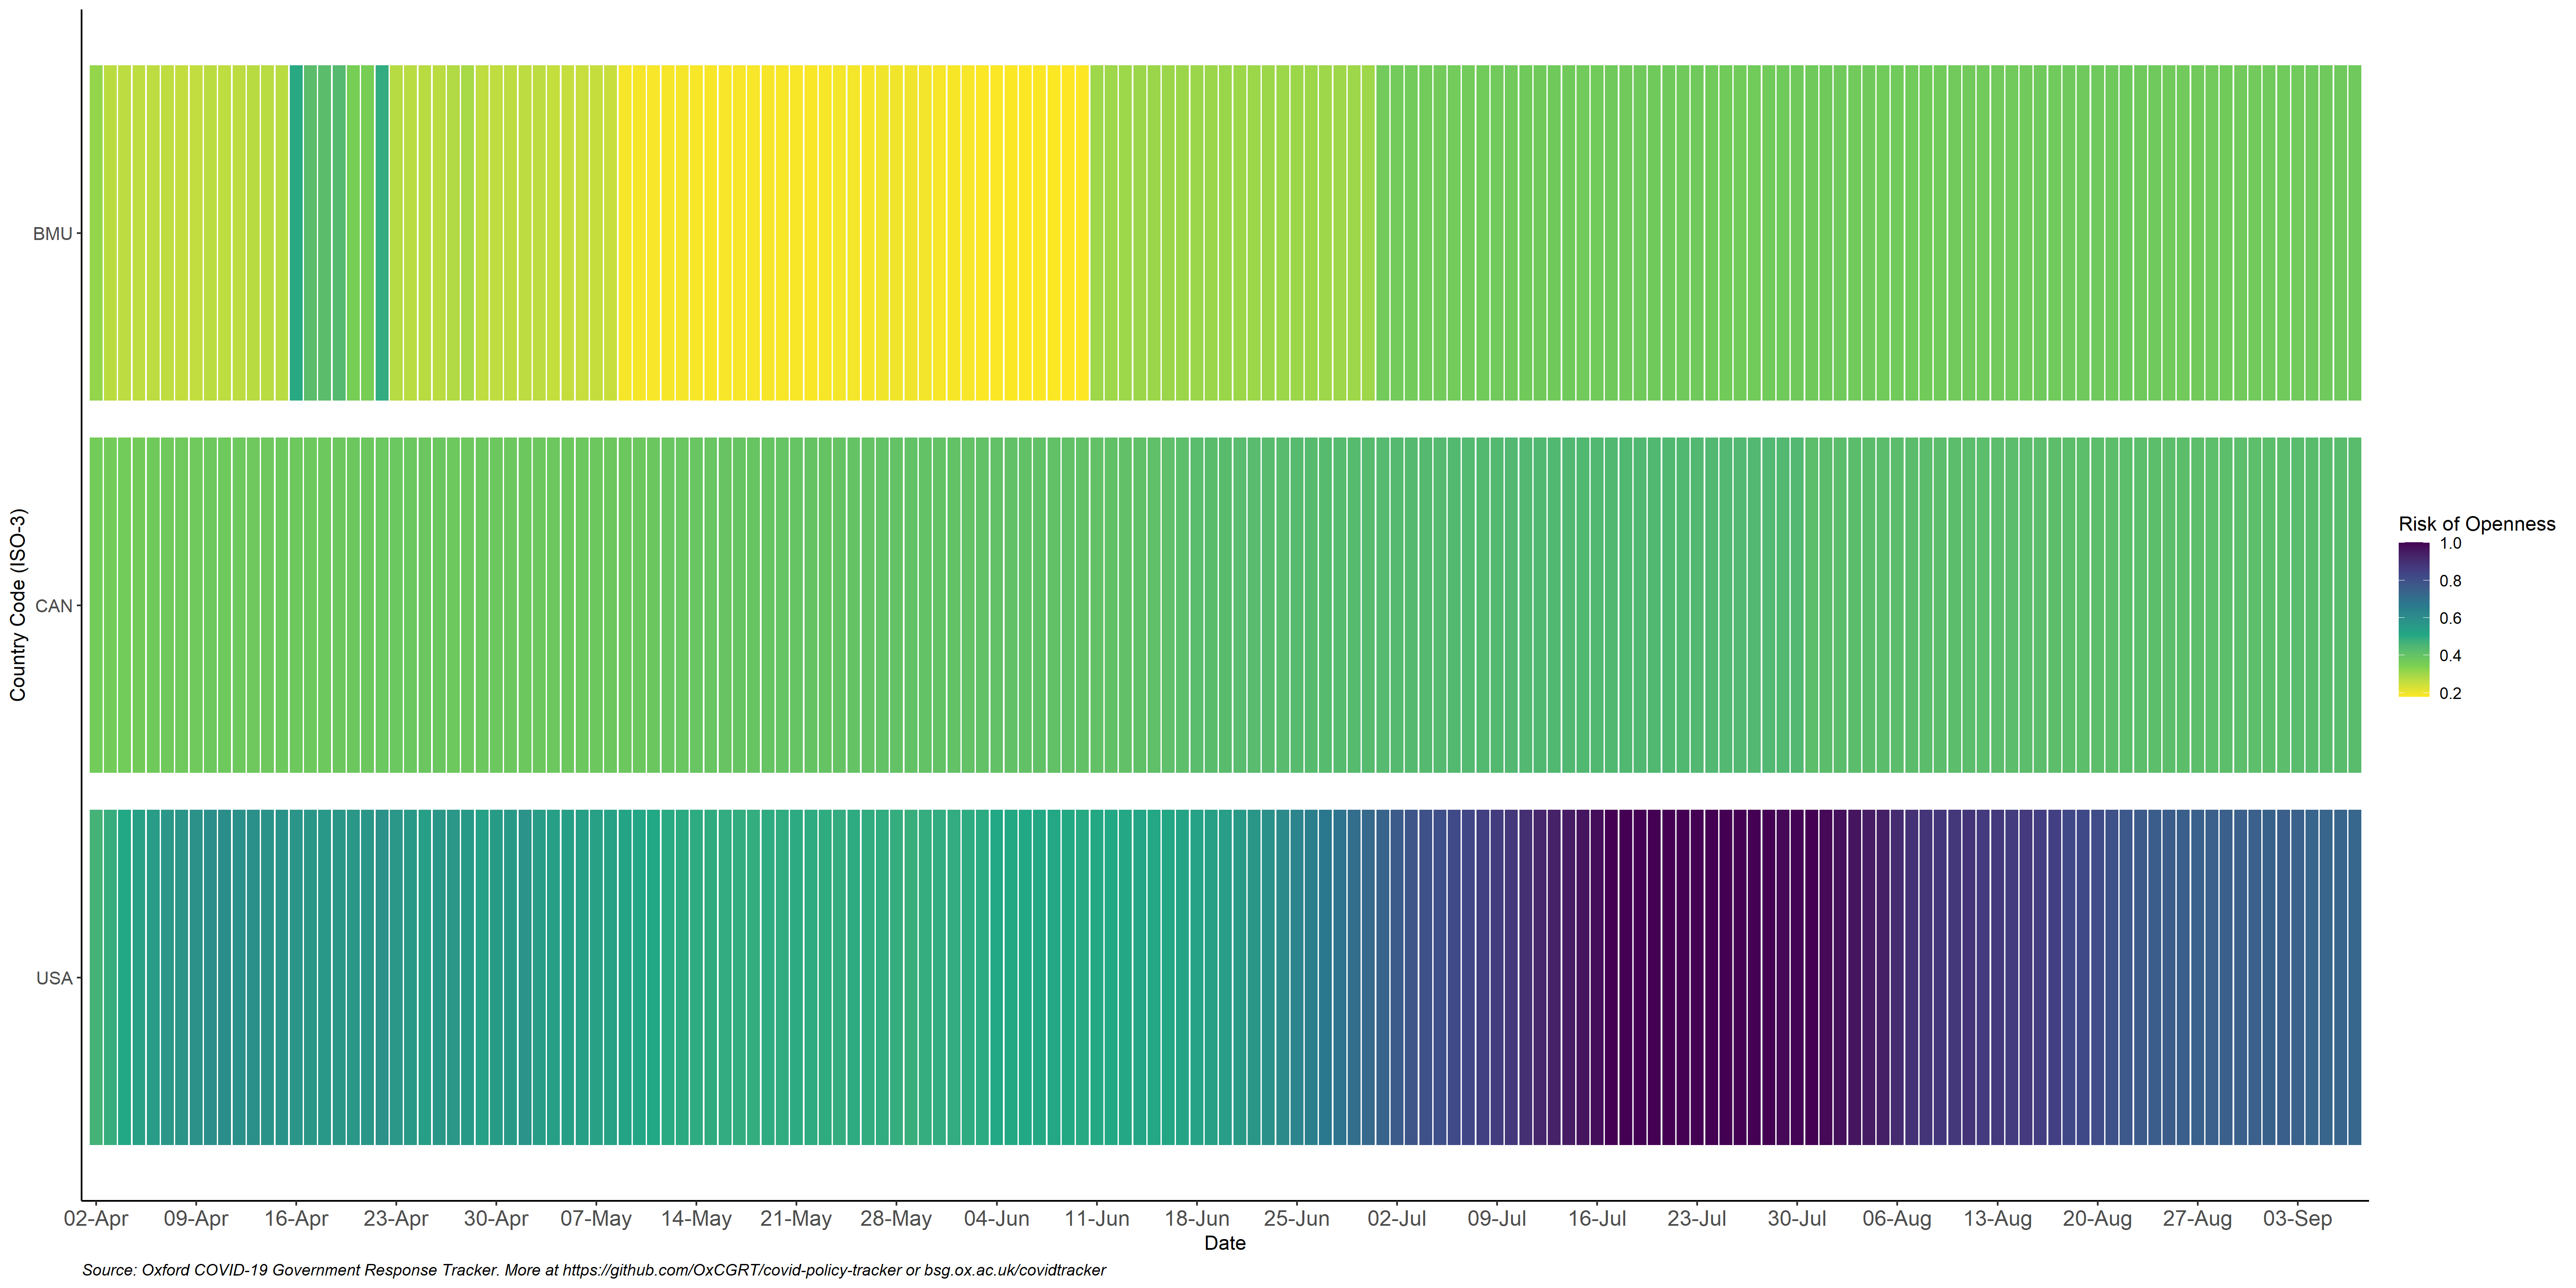 Country Code (ISO-3)
BMU
CAN
USA
02-Apr 09-Apr 16-Apr 23-Apr 30-Apr 07-May 14-May 21-May 28-May 04-Jun 11-Jun 18-Jun 25-Jun 02-Jul 09-Jul 16-Jul 23-Jul 30-Jul 06-Aug 13-Aug 20-Aug 27-Aug 03-Sep
Date
Risk of Openness
1.0
0.8
0.6
0.4
0.2
Source: Oxford COVID-19 Government Response Tracker. More at https://github.com/OxCGRT/covid-policy-tracker or bsg.ox.ac.uk/covidtracker